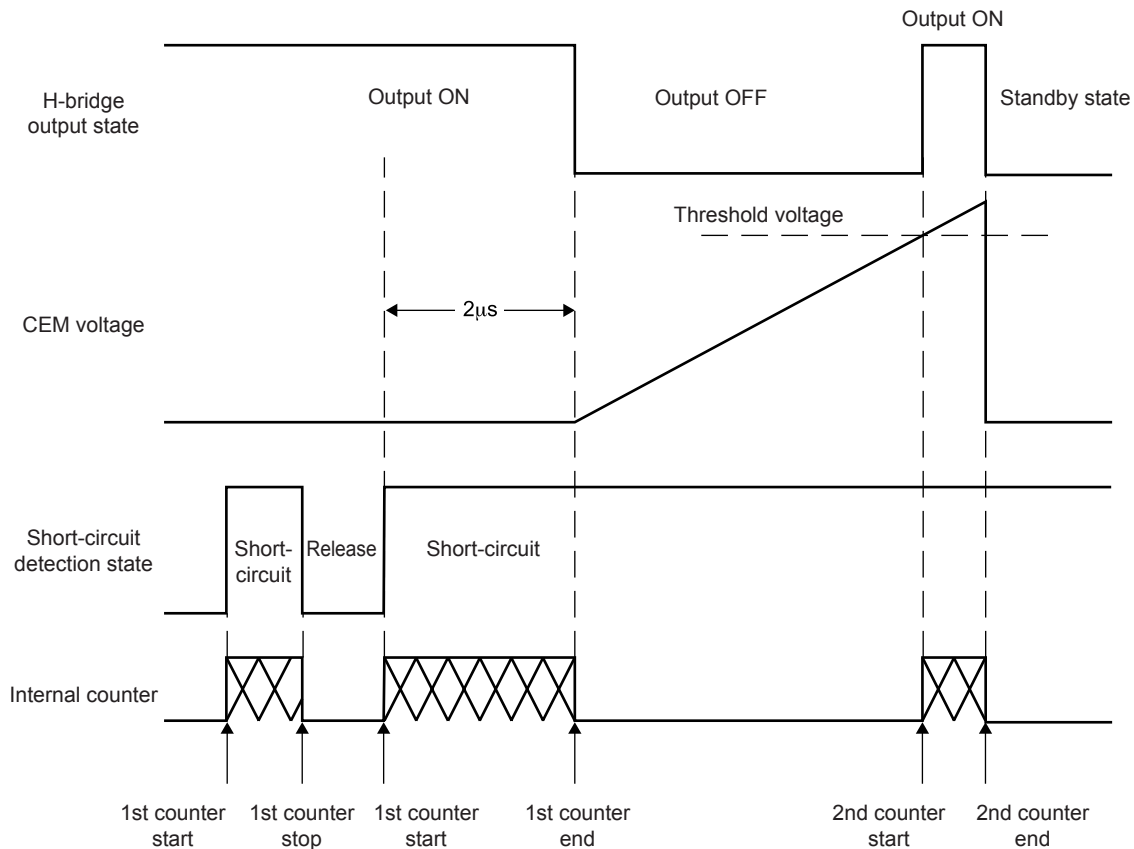 Output ON
H-bridge
output state
Output ON
Output OFF
Standby state
Threshold voltage
CEM voltage
2μs
Short-circuit
detection state
Short-
circuit
Release
Short-circuit
Internal counter
1st counter
start
1st counter
stop
1st counter
start
1st counter
end
2nd counter
start
2nd counter
end